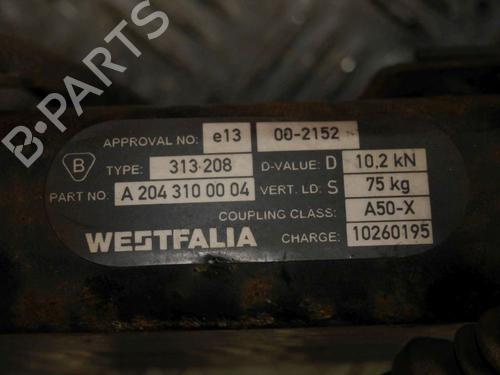 APPROVAL NO: e13 00-2152
B TYPE: 313-208 D-VALUE: D 10,2 kN
PART NO: A 204 310 00 04 VERT. LD: S 75 kg
COUPLING CLASS: A50-X
WESTFALIA CHARGE: 10260195
B-PARTS